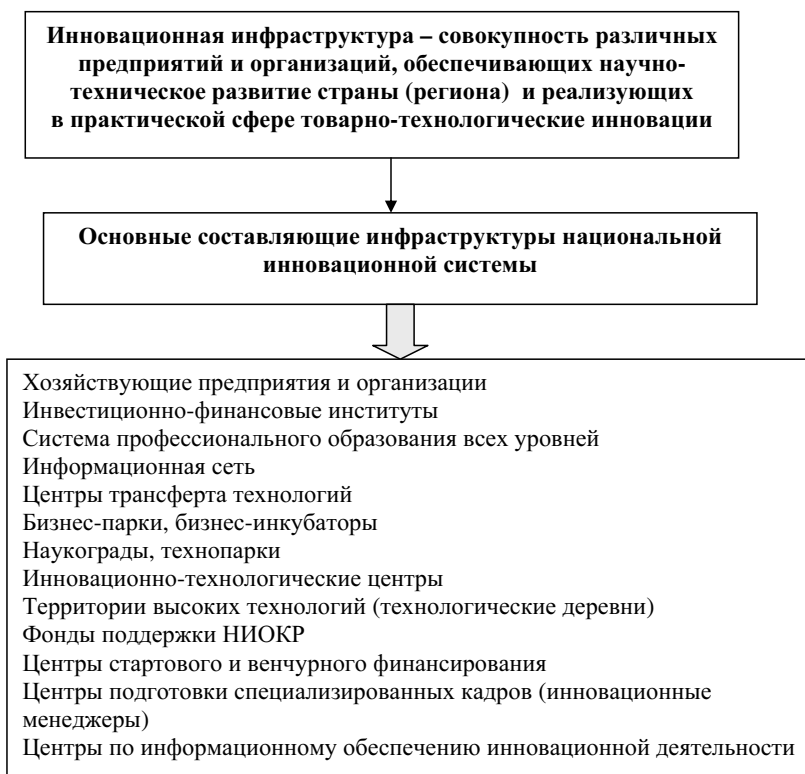 Инновационная инфраструктура – совокупность различных
предприятий и организаций, обеспечивающих научно-
техническое развитие страны (региона) и реализующих
в практической сфере товарно-технологические инновации
Основные составляющие инфраструктуры национальной
инновационной системы
Хозяйствующие предприятия и организации
Инвестиционно-финансовые институты
Система профессионального образования всех уровней
Информационная сеть
Центры трансферта технологий
Бизнес-парки, бизнес-инкубаторы
Наукограды, технопарки
Инновационно-технологические центры
Территории высоких технологий (технологические деревни)
Фонды поддержки НИОКР
Центры стартового и венчурного финансирования
Центры подготовки специализированных кадров (инновационные
менеджеры)
Центры по информационному обеспечению инновационной деятельности